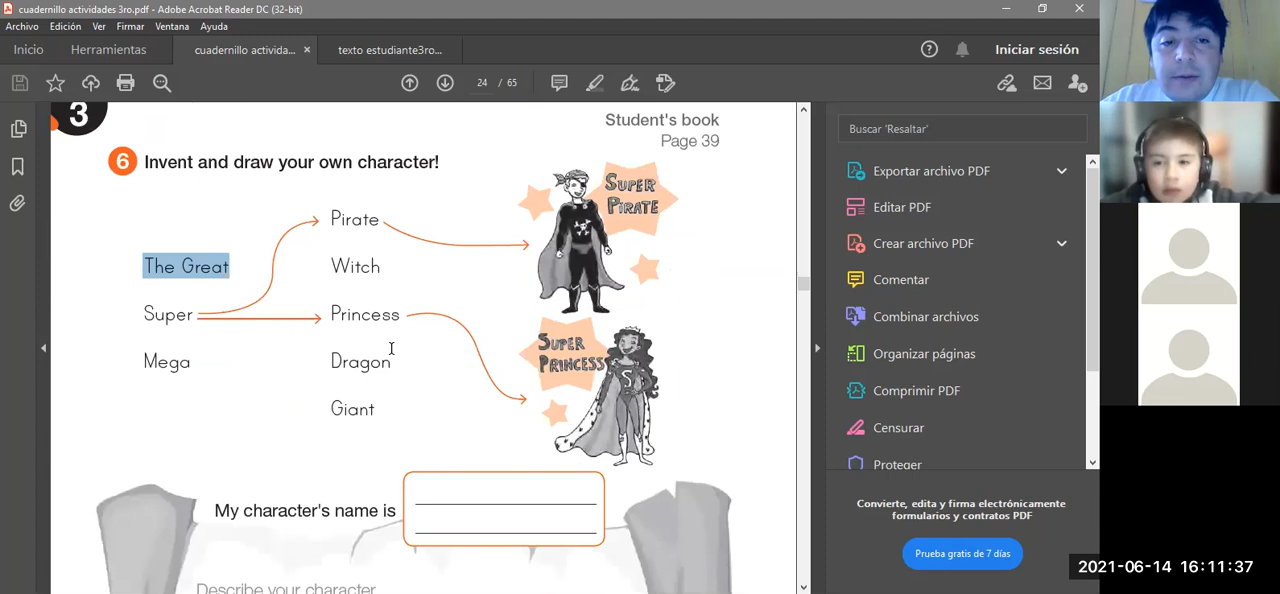 cuadernillo actividades 3ro.pdf - Adobe Acrobat Reader DC (32-bit)
Archivo Edición Ver Firmar Ventana Ayuda
Inicio Herramientas cuadernillo activida... × texto estudiante3ro... Iniciar sesión
24 / 65
3
Student's book
Page 39
6 Invent and draw your own character!
The Great
Super
Mega
Pirate
Witch
Princess
Dragon
Giant
SUPER
PIRATE
SUPER
PRINCESS
S
My character's name is
Describe your character
Buscar 'Resaltar'
Exportar archivo PDF
Editar PDF
Crear archivo PDF
Comentar
Combinar archivos
Organizar páginas
Comprimir PDF
Censurar
Proteger
Convierte, edita y firma electrónicamente
formularios y contratos PDF
Prueba gratis de 7 días
2021-06-14 16:11:37